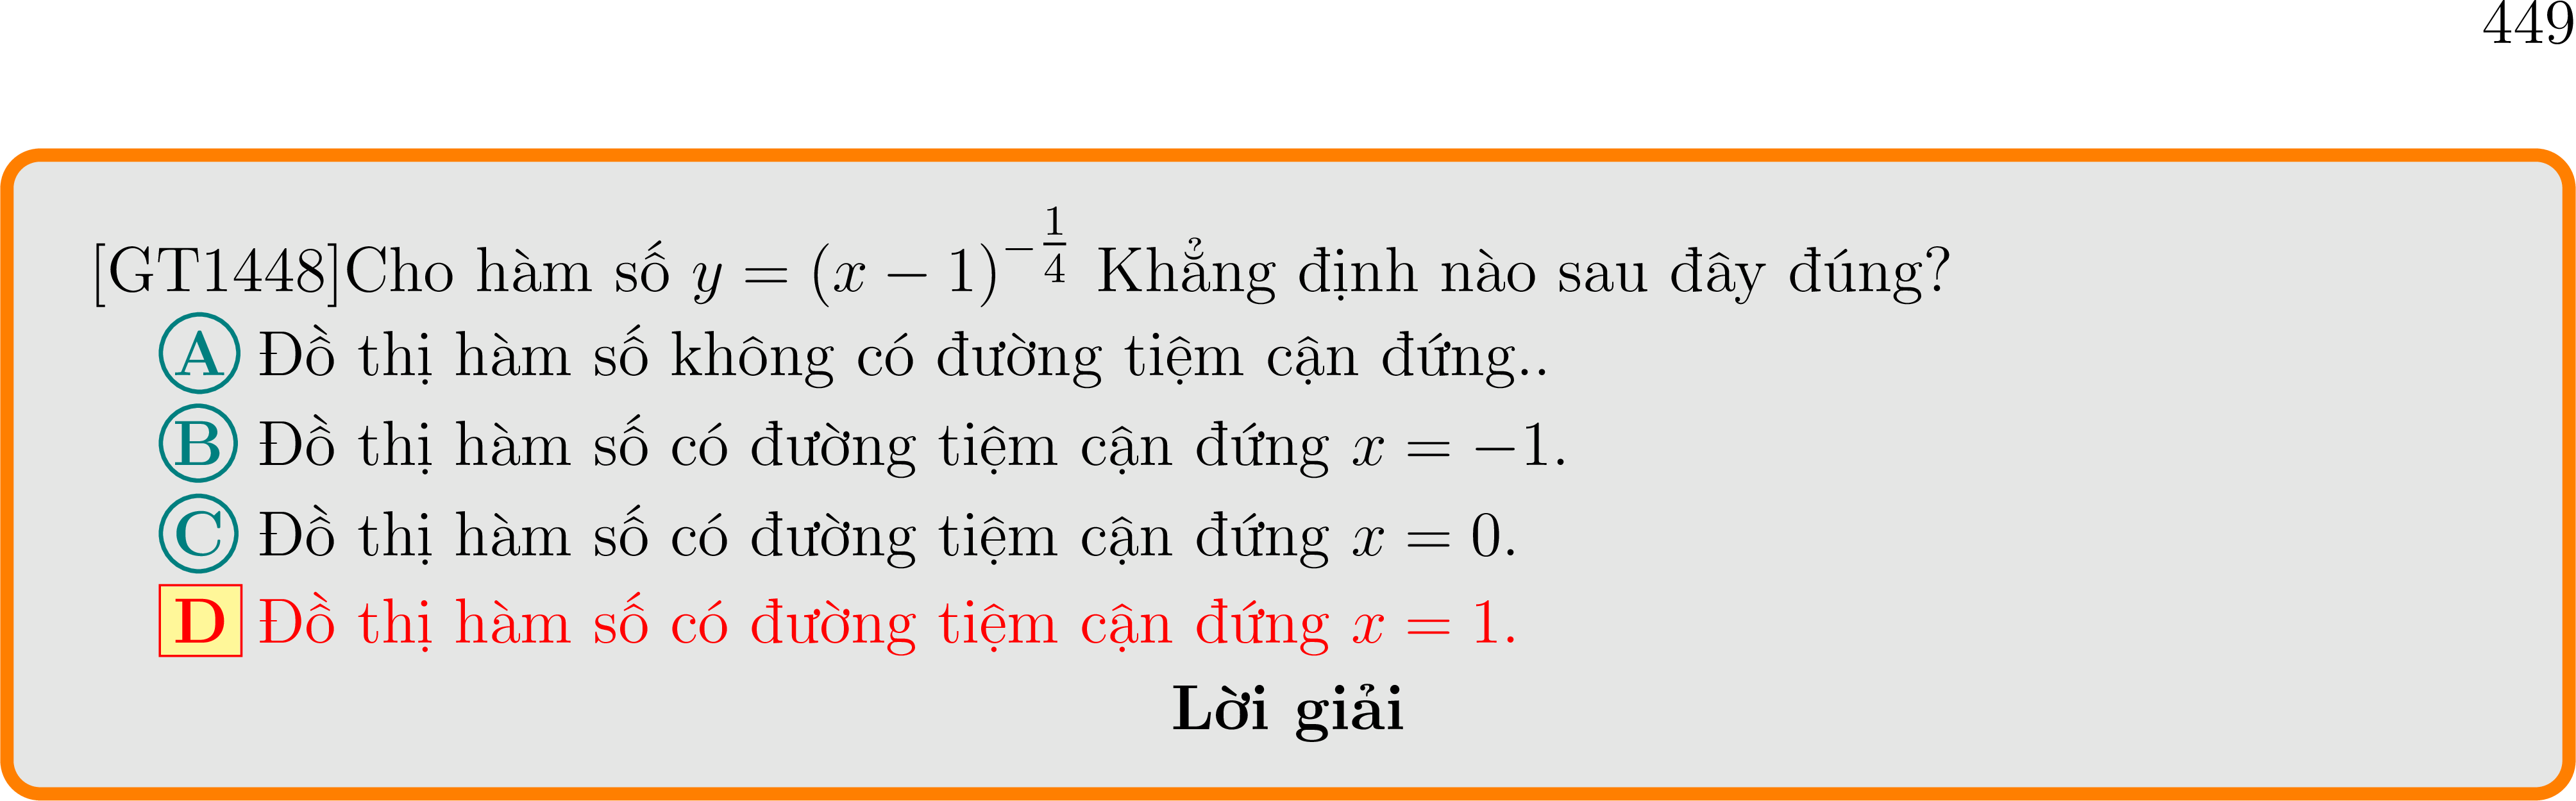 449
[GT1448]Cho hàm số y = (x − 1)^{−\frac{1}{4}} Khẳng định nào sau đây đúng?
A Đồ thị hàm số không có đường tiệm cận đứng..
B Đồ thị hàm số có đường tiệm cận đứng x = −1.
C Đồ thị hàm số có đường tiệm cận đứng x = 0.
D Đồ thị hàm số có đường tiệm cận đứng x = 1.
Lời giải